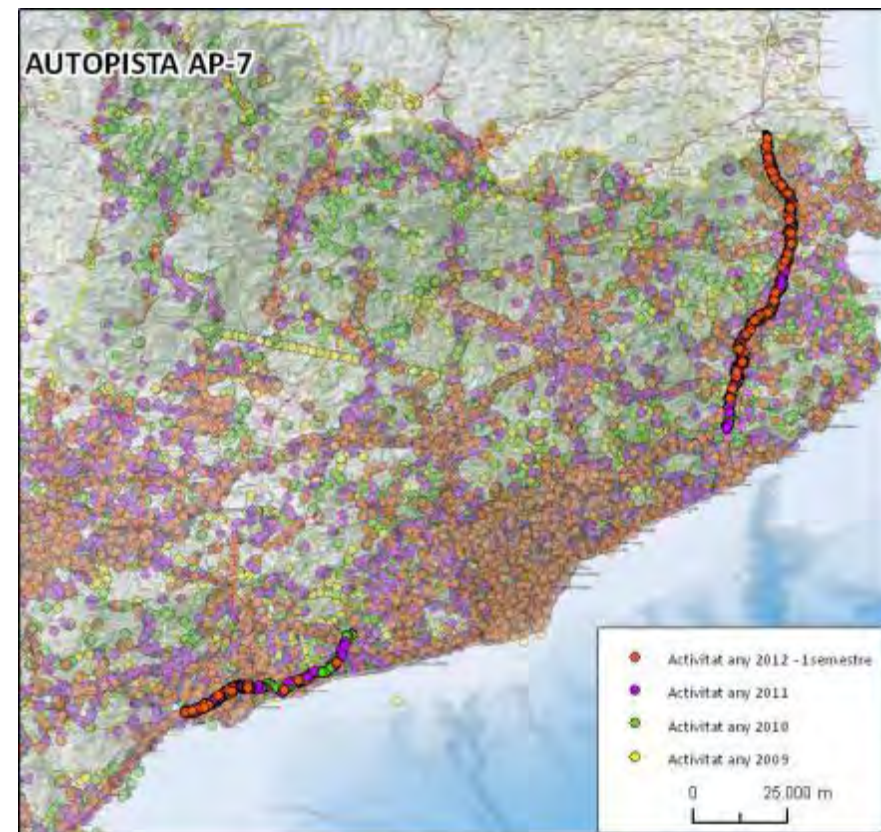 AUTOPISTA AP-7
Activitat any 2012 -1semestre
Activitat any 2011
Activitat any 2010
Activitat any 2009
0 25.000 m